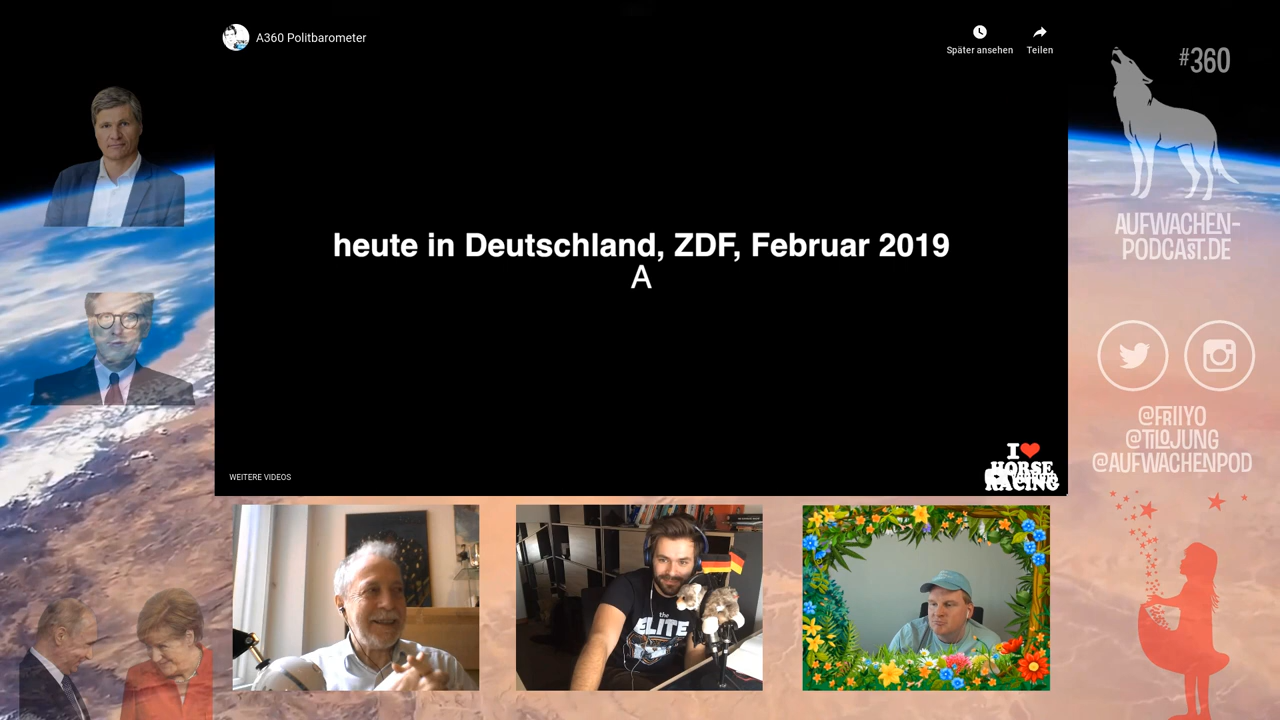 A360 Politbarometer
Später ansehen
Teilen
#360
heute in Deutschland, ZDF, Februar 2019
A
AUFWACHEN-
PODCAST.DE
@FRIIYO
@TILOJUNG
@AUFWACHENPOD
WEITERE VIDEOS
I
HORSE
RACING
the
ELITE